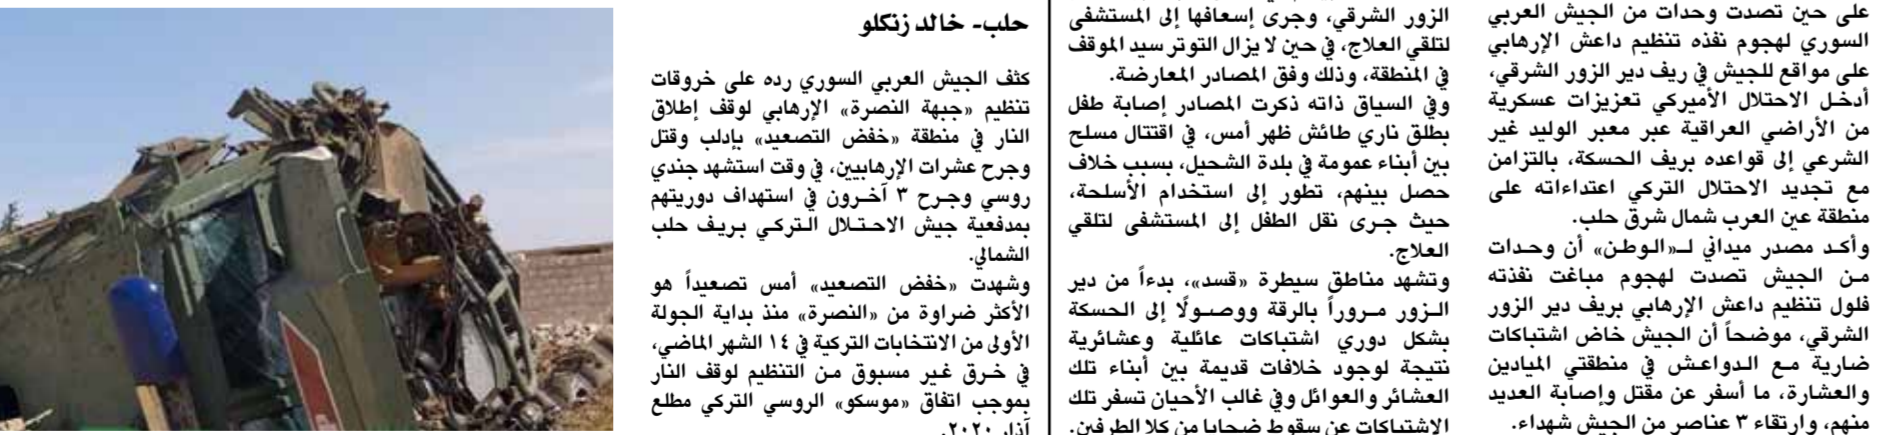 على حين تصدت وحدات من الجيش العربي
السوري لهجوم نفذه تنظيم داعش الإرهابي
على مواقع للجيش في ريف دير الزور الشرقي،
أدخل الاحتلال الأميركي تعزيزات عسكرية
من الأراضي العراقية عبر معبر الوليد غير
الشرعي إلى قواعده بريف الحسكة، بالتزامن
مع تجديد الاحتلال التركي اعتداءاته على
منطقة عين العرب شمال شرق حلب.
وأكد مصدر ميداني لــ«الوطن» أن وحدات
من الجيش تصدت لهجوم مباغت نفذته
فلول تنظيم داعش الإرهابي بريف دير الزور
الشرقي، موضحاً أن الجيش خاض اشتباكات
ضارية مع الدواعش في منطقتي الميادين
والعشارة، ما أسفر عن مقتل وإصابة العديد
منهم، وارتقاء ٣ عناصر من الجيش شهداء.
الزور الشرقي، وجرى إسعافها إلى المستشفى
لتلقي العلاج، في حين لا يزال التوتر سيد الموقف
في المنطقة، وذلك وفق المصادر المعارضة.
وفي السياق ذاته ذكرت المصادر إصابة طفل
بطلق ناري طائش ظهر أمس، في اقتتال مسلح
بين أبناء عمومة في بلدة الشحيل، بسبب خلاف
حصل بينهم، تطور إلى استخدام الأسلحة،
حيث جرى نقل الطفل إلى المستشفى لتلقي
العلاج.
وتشهد مناطق سيطرة «قسد»، بدءاً من دير
الزور مروراً بالرقة ووصولًا إلى الحسكة
بشكل دوري اشتباكات عائلية وعشائرية
نتيجة لوجود خلافات قديمة بين أبناء تلك
العشائر والعوائل وفي غالب الأحيان تسفر تلك
الاشتباكات عن سقوط ضحايا من كلا الطرفين.
حلب- خالد زنكلو
كثف الجيش العربي السوري رده على خروقات
تنظيم «جبهة النصرة» الإرهابي لوقف إطلاق
النار في منطقة «خفض التصعيد» بإدلب وقتل
وجرح عشرات الإرهابيين، في وقت استشهد جندي
روسي وجرح ٣ آخرون في استهداف دوريتهم
بمدفعية جيش الاحتلال التركي بريف حلب
الشمالي.
وشهدت «خفض التصعيد» أمس تصعيداً هو
الأكثر ضراوة من «النصرة» منذ بداية الجولة
الأولى من الانتخابات التركية في ١٤ الشهر الماضي،
في خرق غير مسبوق من التنظيم لوقف النار
بموجب اتفاق «موسكو» الروسي التركي مطلع
آذار ٢٠٢٠.